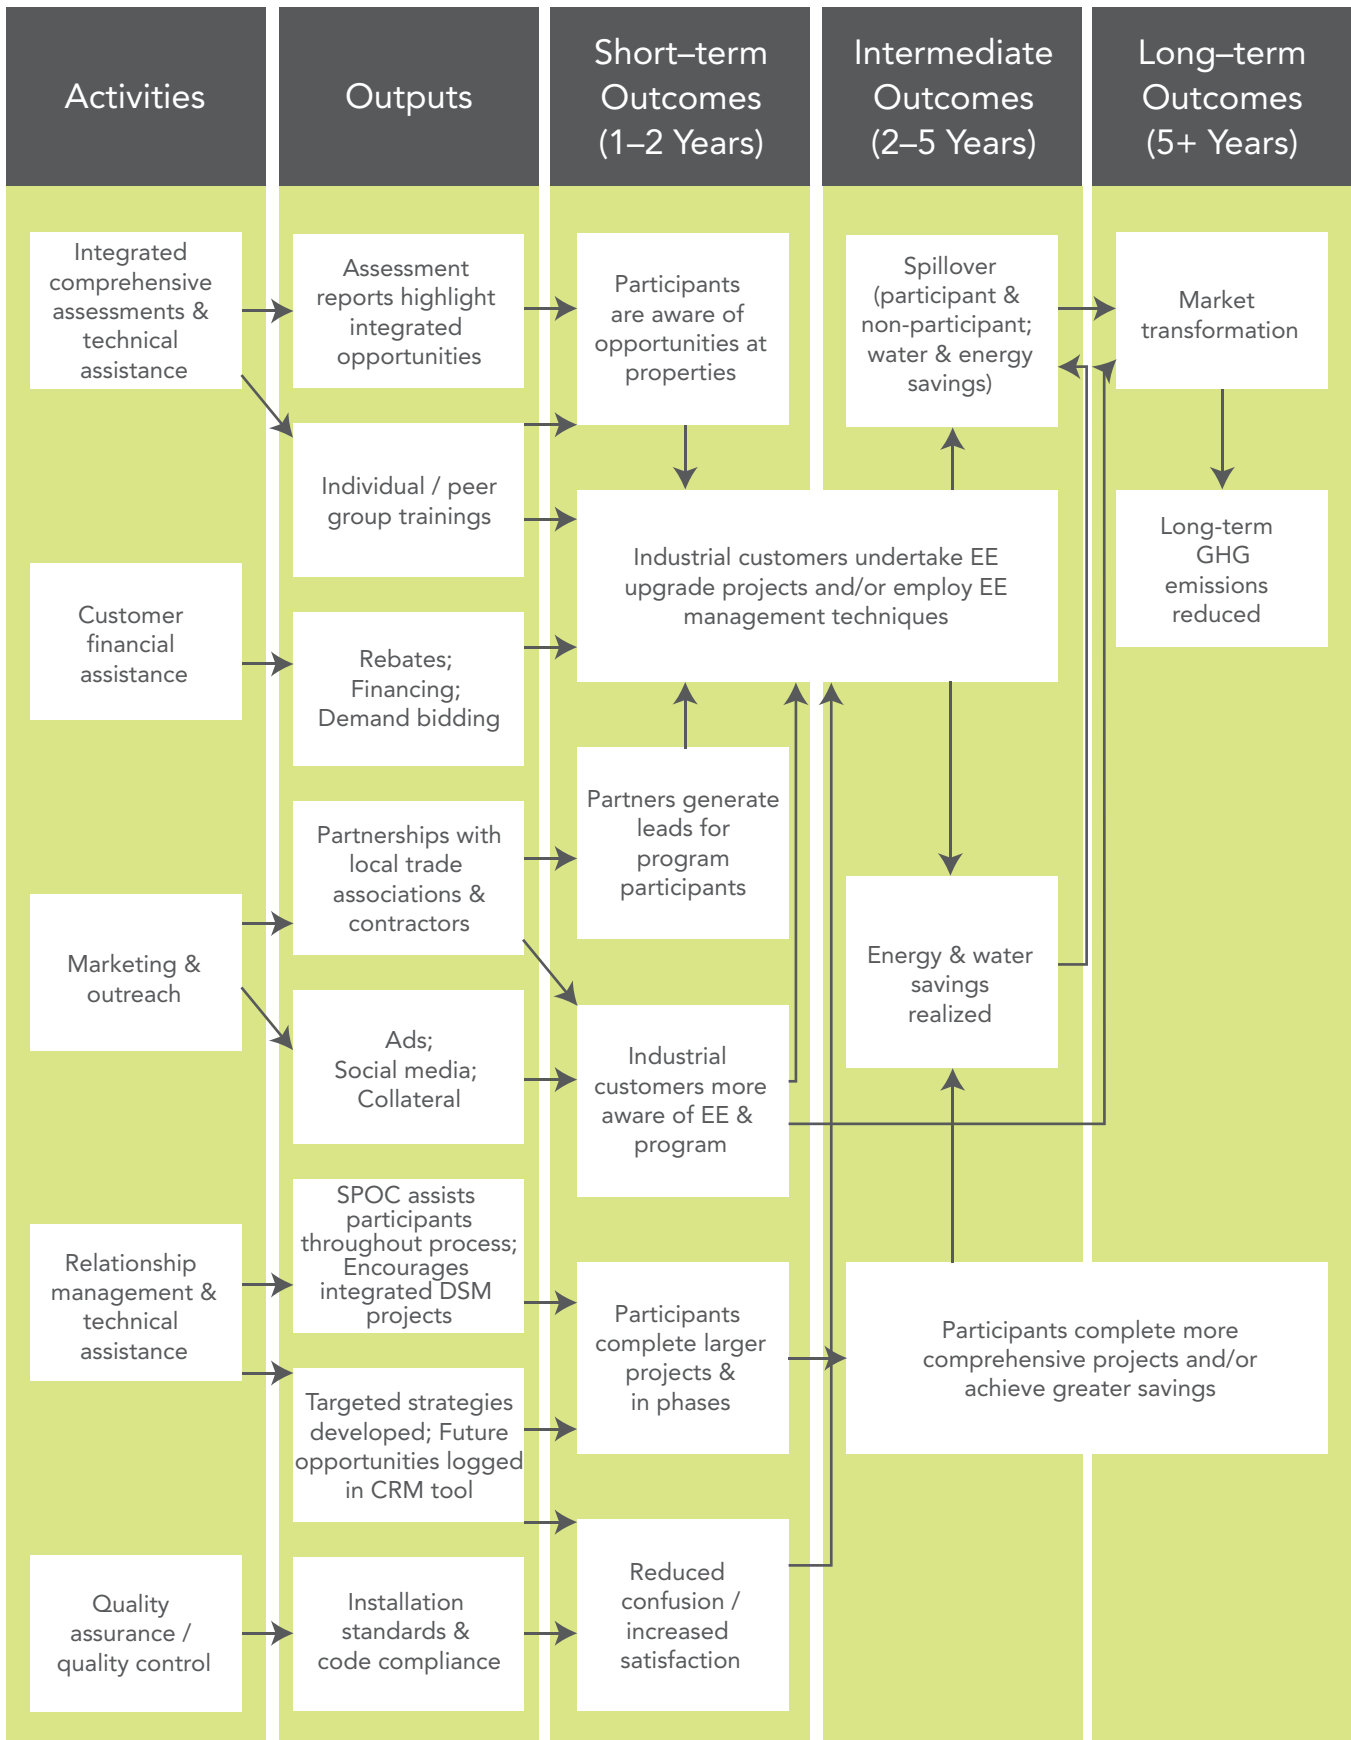 Activities
Outputs
Short–term
Outcomes
(1–2 Years)
Intermediate
Outcomes
(2–5 Years)
Long–term
Outcomes
(5+ Years)
Integrated
comprehensive
assessments &
technical
assistance
Customer
financial
assistance
Marketing &
outreach
Relationship
management &
technical
assistance
Quality
assurance /
quality control
Assessment
reports highlight
integrated
opportunities
Individual / peer
group trainings
Rebates;
Financing;
Demand bidding
Partnerships with
local trade
associations &
contractors
Ads;
Social media;
Collateral
SPOC assists
participants
throughout process;
Encourages
integrated DSM
projects
Targeted strategies
developed; Future
opportunities logged
in CRM tool
Installation
standards &
code compliance
Participants
are aware of
opportunities at
properties
Industrial customers undertake EE
upgrade projects and/or employ EE
management techniques
Partners generate
leads for
program
participants
Industrial
customers more
aware of EE &
program
Participants
complete larger
projects &
in phases
Reduced
confusion /
increased
satisfaction
Spillover
(participant &
non-participant;
water & energy
savings)
Energy & water
savings
realized
Participants complete more
comprehensive projects and/or
achieve greater savings
Market
transformation
Long-term
GHG
emissions
reduced